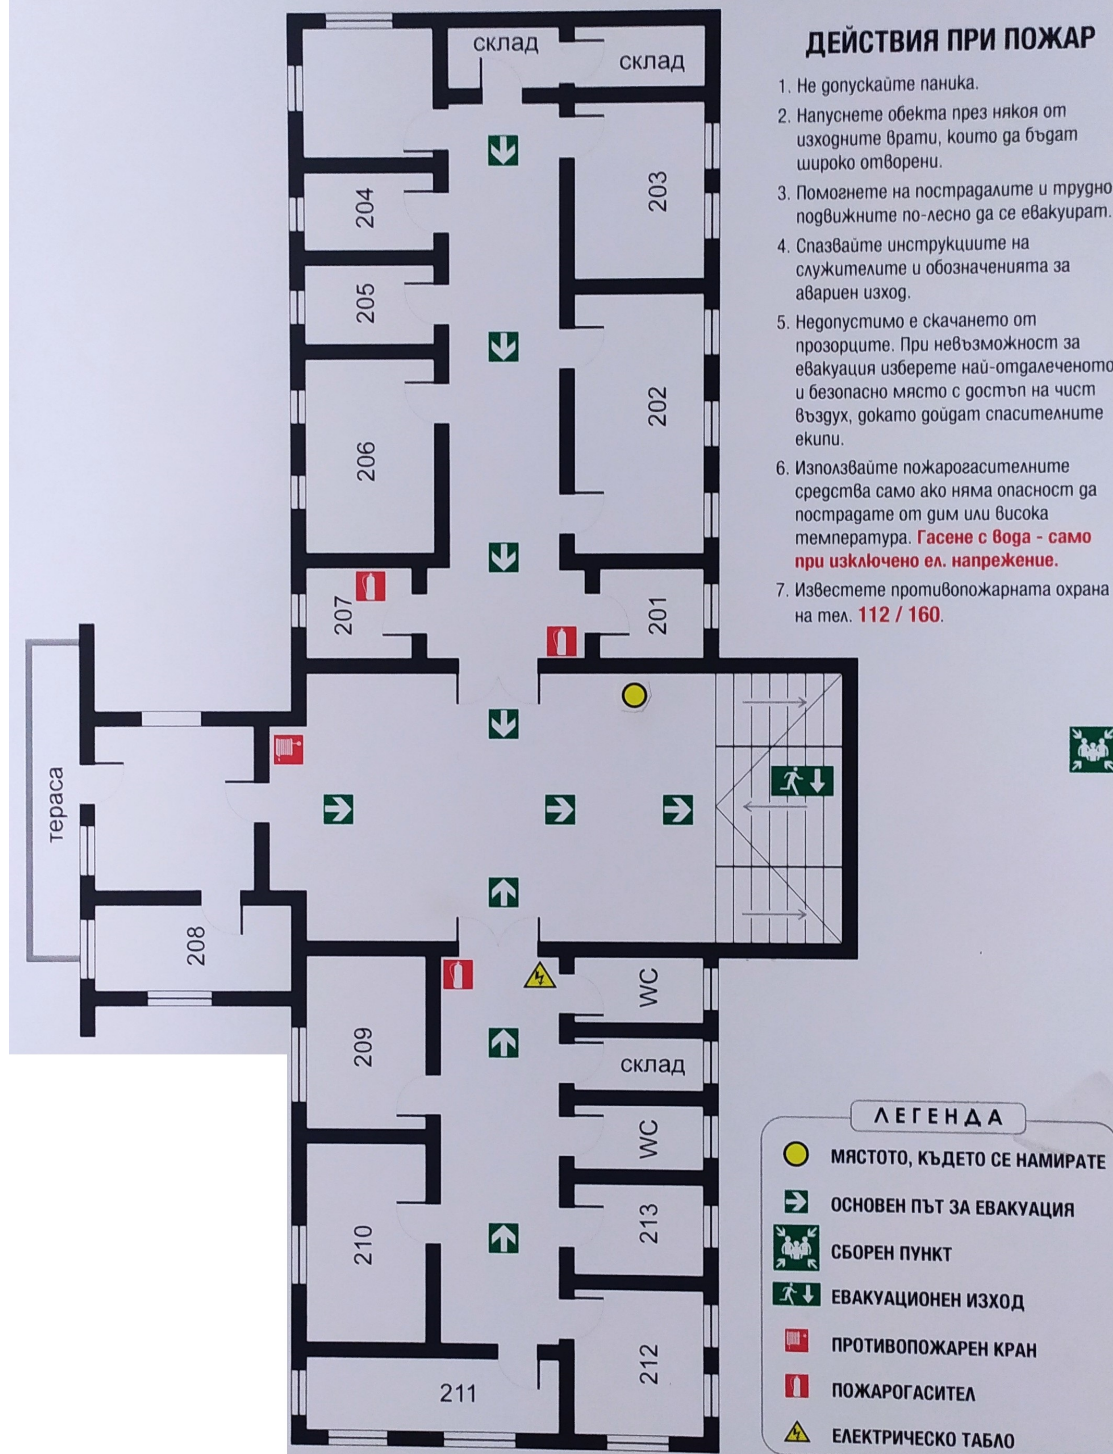 склад
склад
203
204
205
202
206
207
201
тераса
208
WC
209
склад
WC
213
210
212
211
ДЕЙСТВИЯ ПРИ ПОЖАР
1. Не допускайте паника.
2. Напуснете обекта през някоя от
изходните врати, които да бъдат
широко отворени.
3. Помогнете на пострадалите и трудно
подвижните по-лесно да се евакуират.
4. Спазвайте инструкциите на
служителите и обозначенията за
авариен изход.
5. Недопустимо е скачането от
прозорците. При невъзможност за
евакуация изберете най-отдалеченото
и безопасно място с достъп на чист
въздух, докато дойдат спасителните
екипи.
6. Използвайте пожарогасителните
средства само ако няма опасност да
пострадате от дим или висока
температура. Гасене с вода - само
при изключено ел. напрежение.
7. Известете противопожарната охрана
на тел. 112 / 160.
ЛЕГЕНДА
МЯСТОТО, КЪДЕТО СЕ НАМИРАТЕ
ОСНОВЕН ПЪТ ЗА ЕВАКУАЦИЯ
СБОРЕН ПУНКТ
ЕВАКУАЦИОНЕН ИЗХОД
ПРОТИВОПОЖАРЕН КРАН
ПОЖАРОГАСИТЕЛ
ЕЛЕКТРИЧЕСКО ТАБЛО